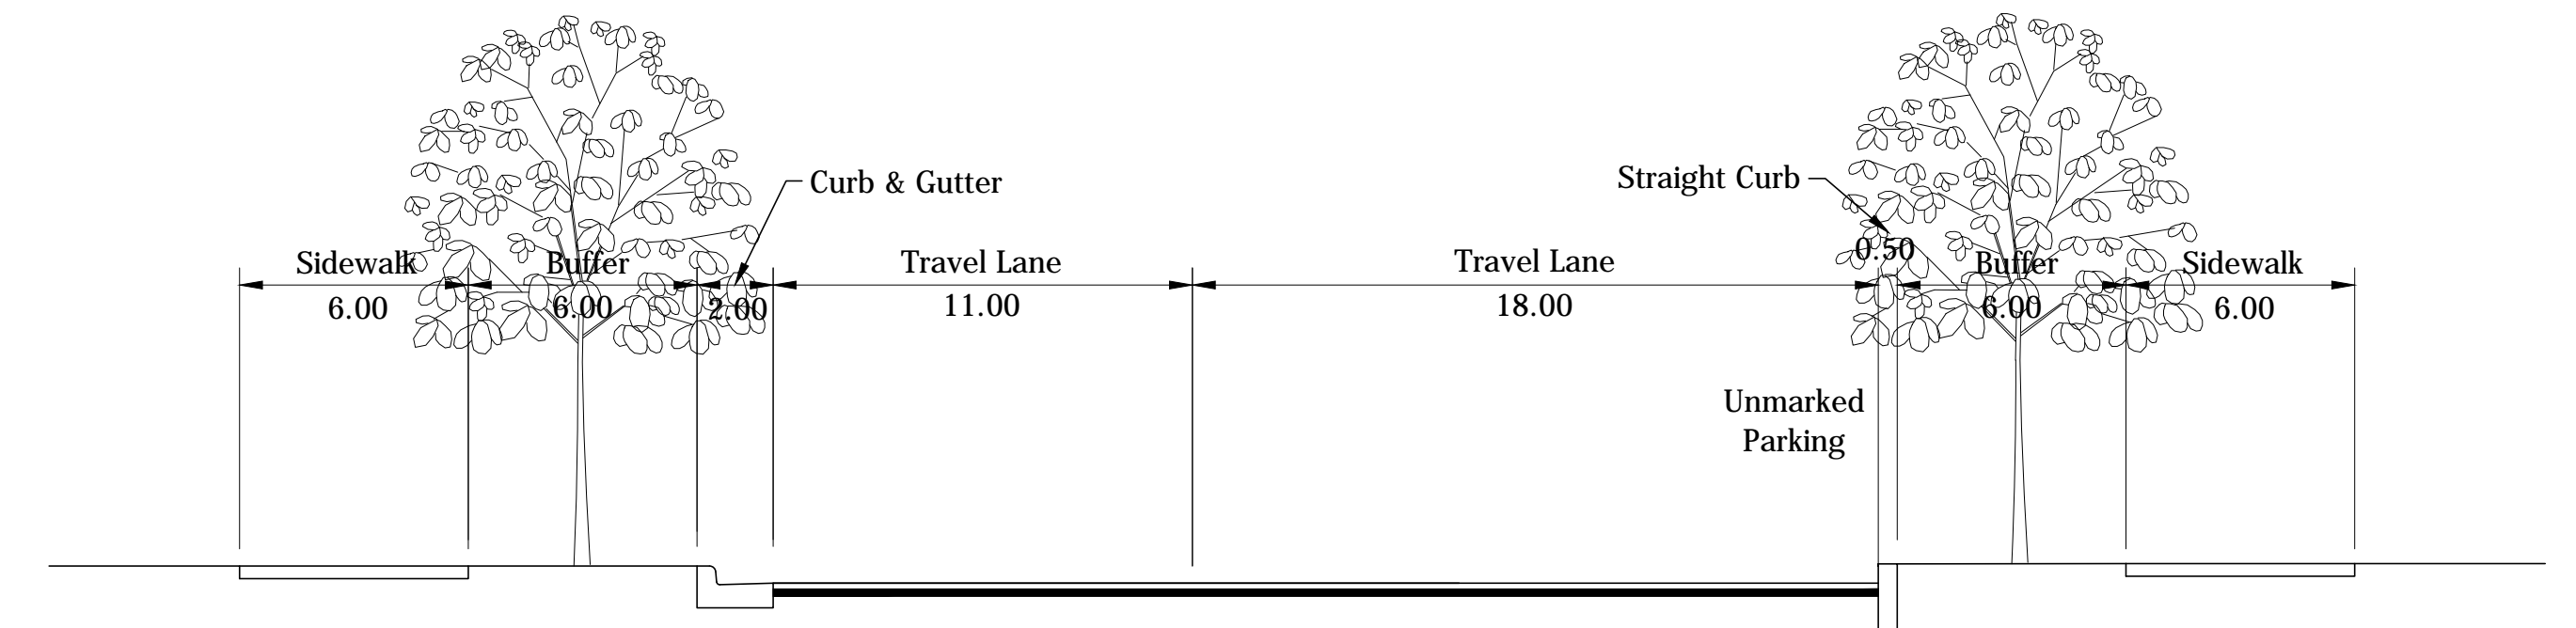 Curb & Gutter
Straight Curb
0.50
Sidewalk
Buffer
Travel Lane
Travel Lane
Buffer
Sidewalk
6.00
6.00
2.00
11.00
18.00
6.00
6.00
Unmarked
Parking